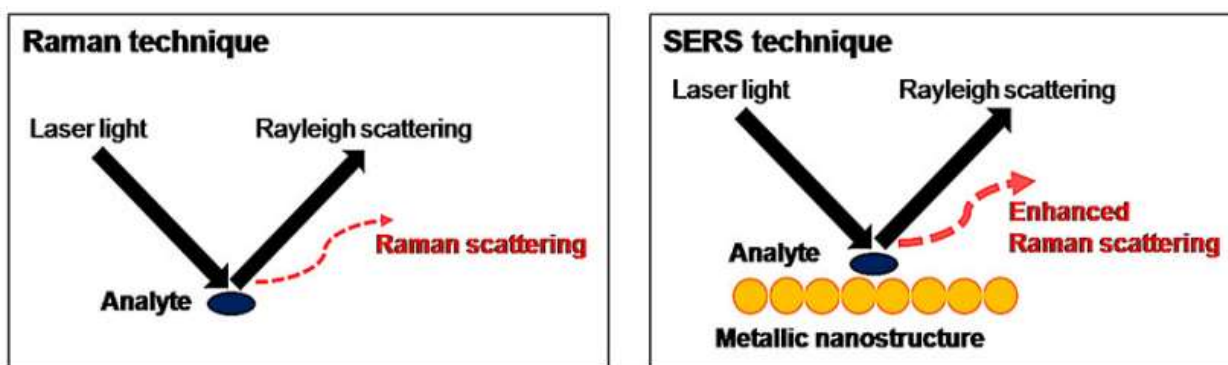 Raman technique
Laser light
Rayleigh scattering
Raman scattering
Analyte
SERS technique
Laser light
Rayleigh scattering
Enhanced
Raman scattering
Analyte
Metallic nanostructure